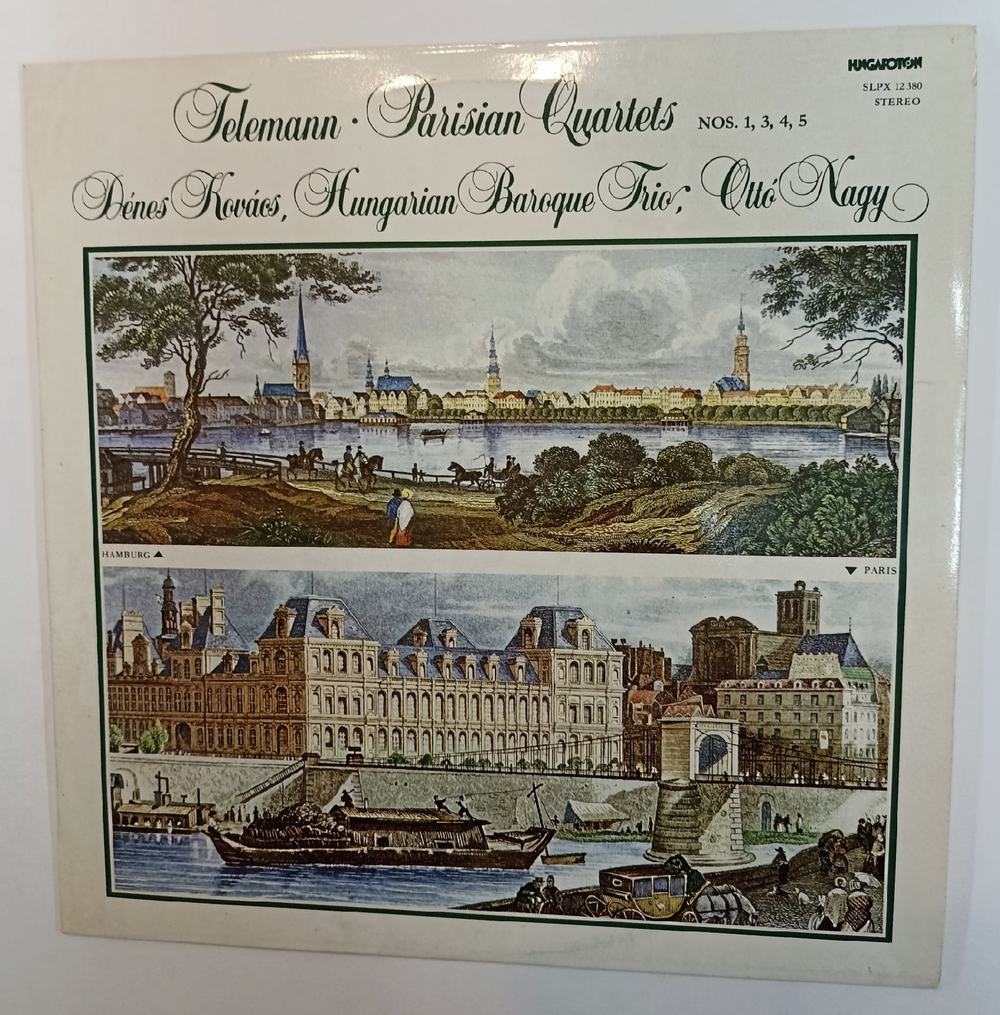 HUNGAROTON
SLPX 12380
STEREO
Telemann · Parisian Quartets NOS. 1, 3, 4, 5
Dénes Kovács, Hungarian Baroque Trio, Ottó Nagy
HAMBURG ▲
▼ PARIS